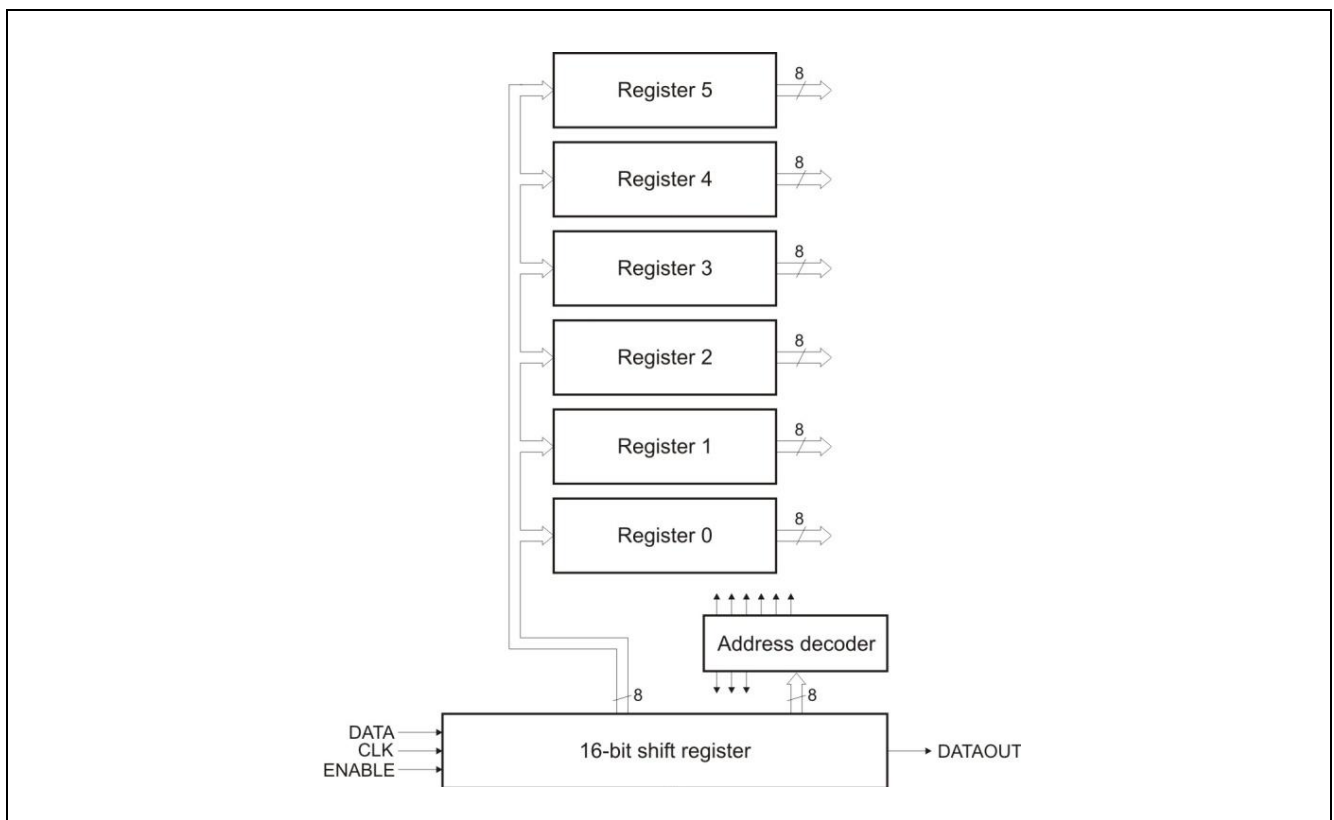 8
Register 5
8
Register 4
8
Register 3
8
Register 2
8
Register 1
8
Register 0
Address decoder
8
8
DATA
CLK
ENABLE
16-bit shift register
DATAOUT